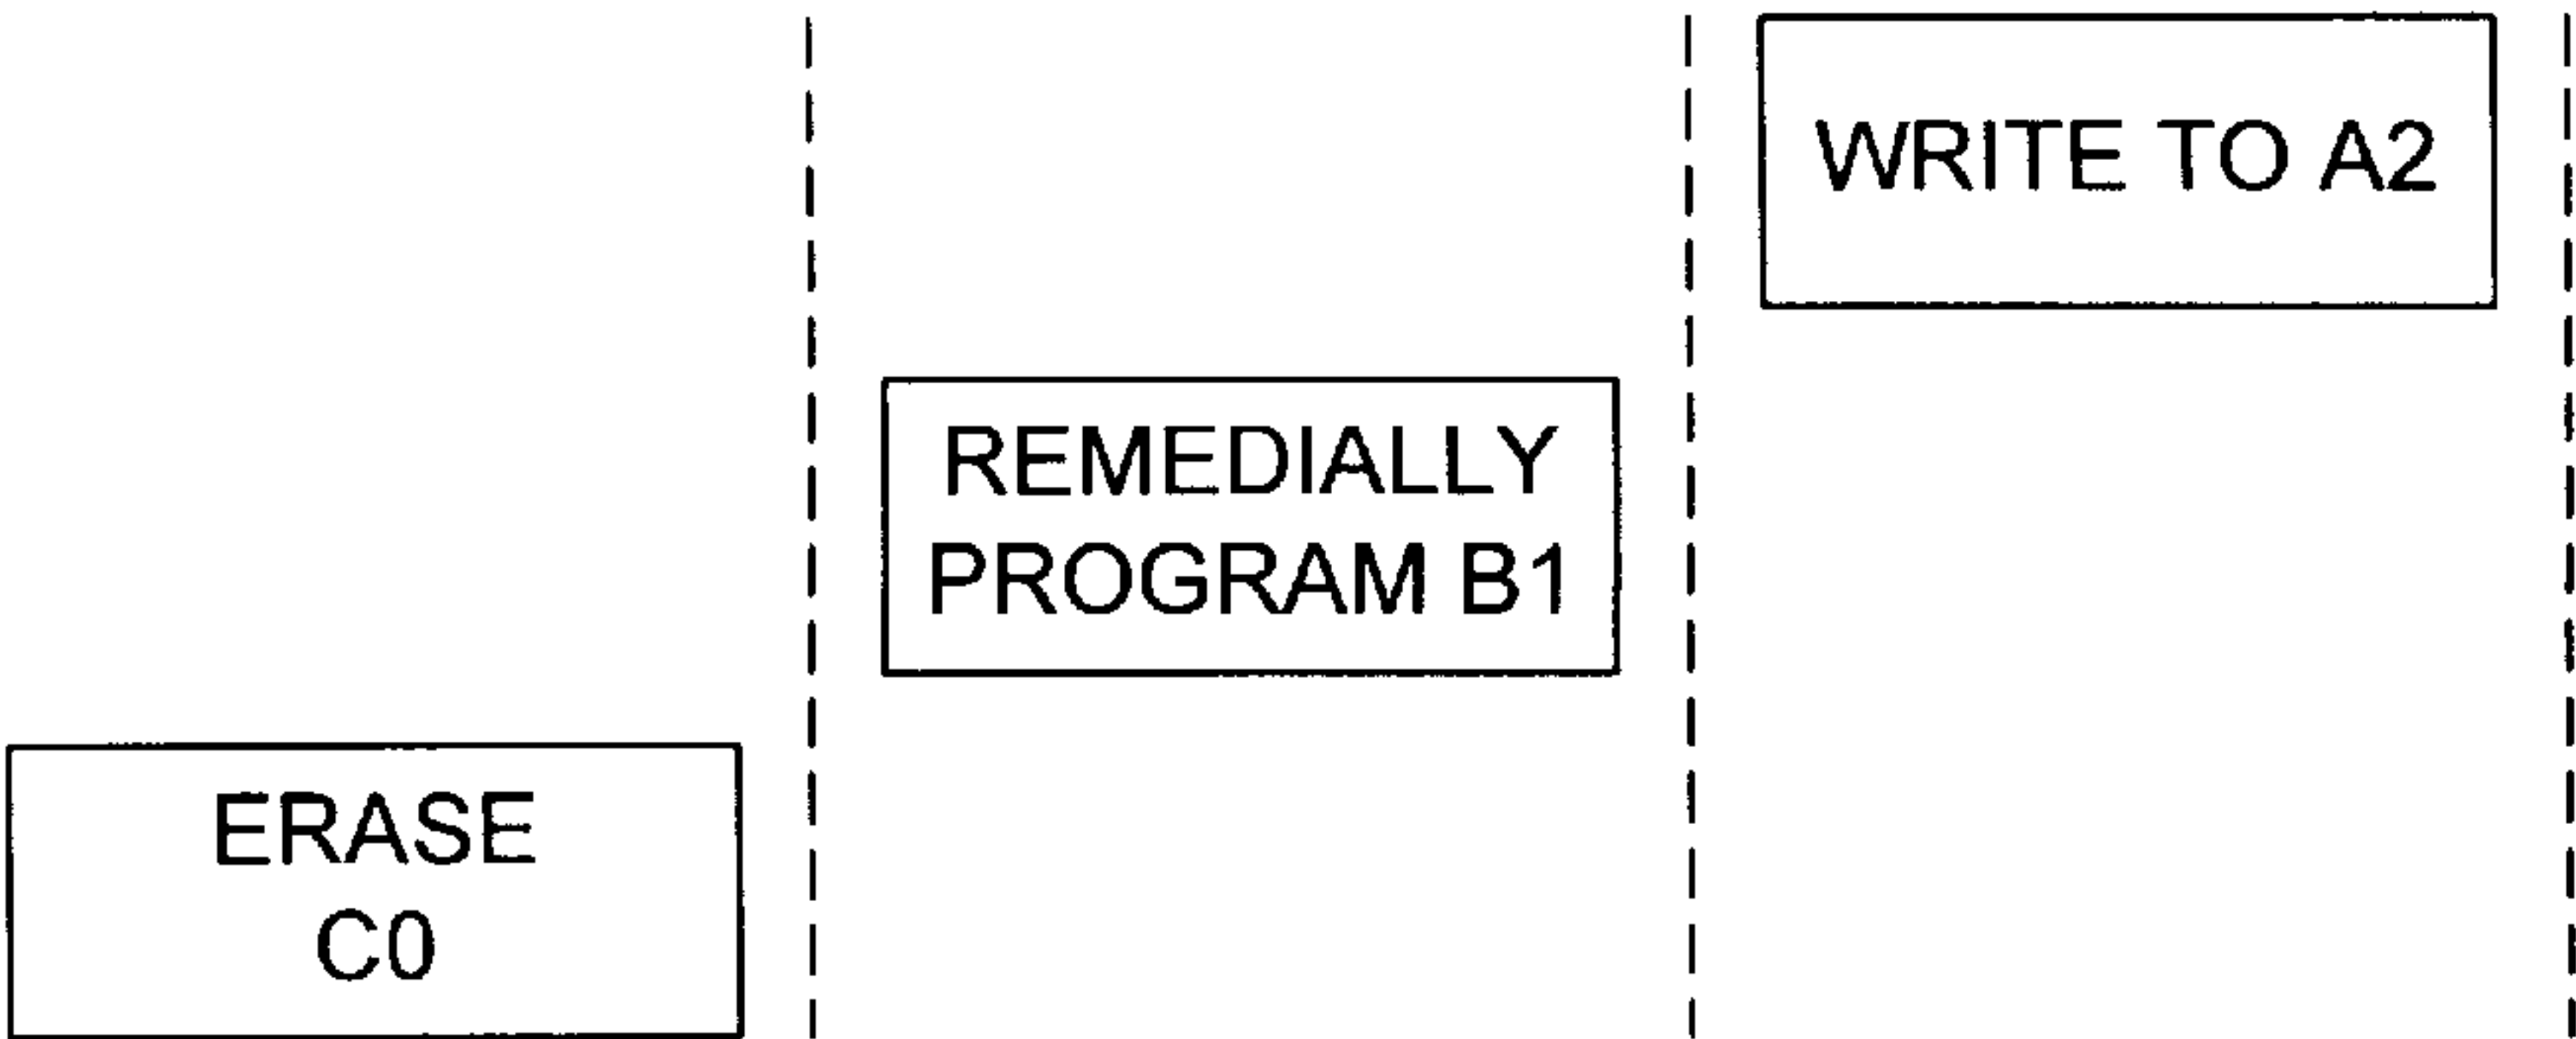 WRITE TO A2
REMEDIALLY
PROGRAM B1
ERASE
C0